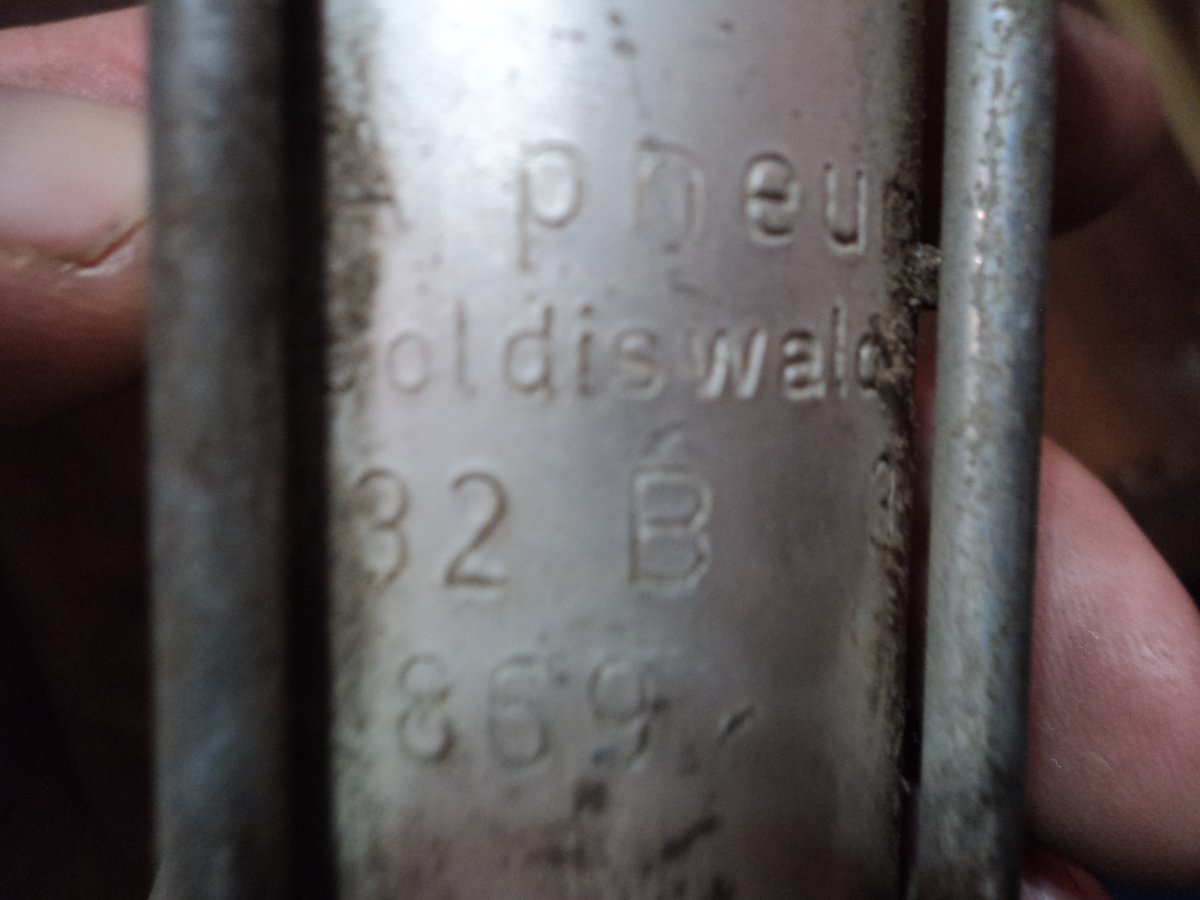 pneu
oldiswald
32 B
869